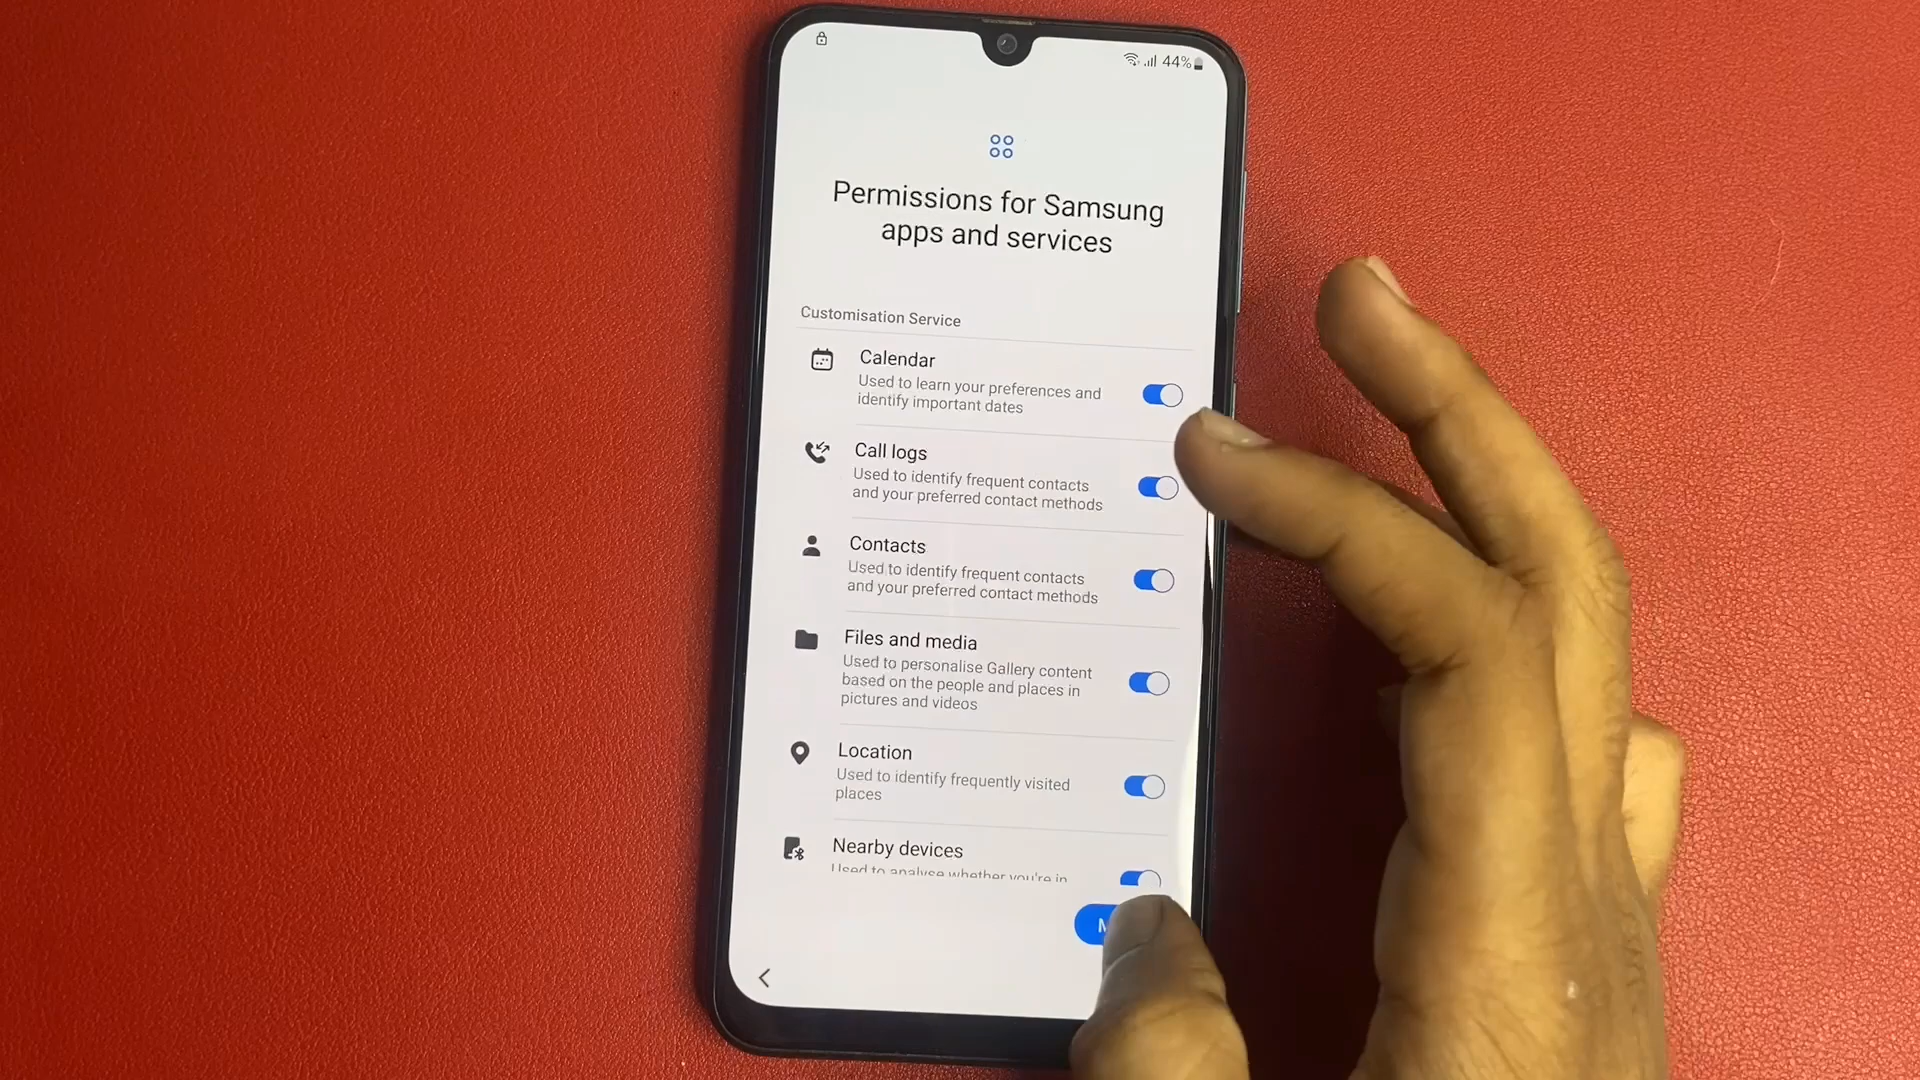 44%
Permissions for Samsung
apps and services
Customisation Service
Calendar
Used to learn your preferences and
identify important dates
Call logs
Used to identify frequent contacts
and your preferred contact methods
Contacts
Used to identify frequent contacts
and your preferred contact methods
Files and media
Used to personalise Gallery content
based on the people and places in
pictures and videos
Location
Used to identify frequently visited
places
Nearby devices
Used to analyse whether you're in